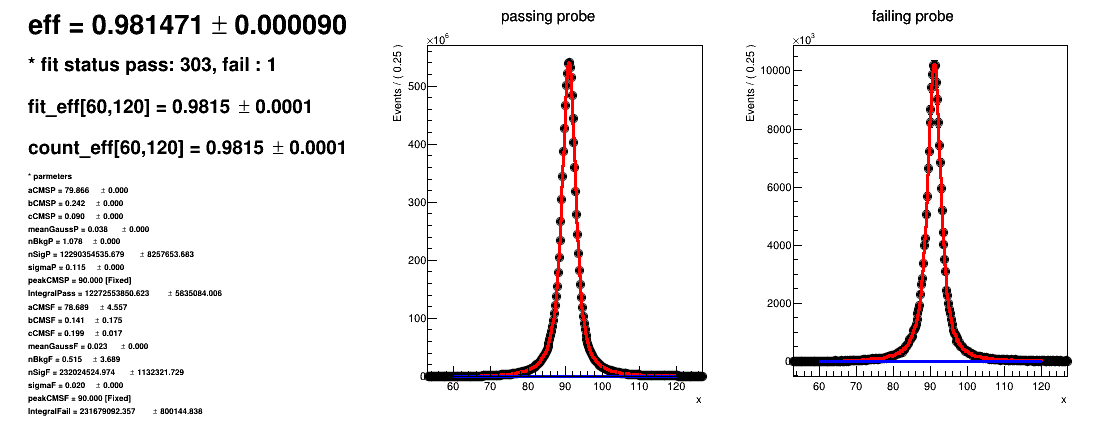 eff = 0.981471 ± 0.000090
* fit status pass: 303, fail : 1
fit_eff[60,120] = 0.9815 ± 0.0001
count_eff[60,120] = 0.9815 ± 0.0001
* parmeters
aCMSP = 79.866 ± 0.000
bCMSP = 0.242 ± 0.000
cCMSP = 0.090 ± 0.000
meanGaussP = 0.038 ± 0.000
nBkgP = 1.078 ± 0.000
nSigP = 12290354535.679 ± 8257653.683
sigmaP = 0.115 ± 0.000
peakCMSP = 90.000 [Fixed]
IntegralPass = 12272553850.623 ± 5835084.006
aCMSF = 78.689 ± 4.557
bCMSF = 0.141 ± 0.175
cCMSF = 0.199 ± 0.017
meanGaussF = 0.023 ± 0.000
nBkgF = 0.515 ± 3.689
nSigF = 232024524.974 ± 1132321.729
sigmaF = 0.020 ± 0.000
peakCMSF = 90.000 [Fixed]
IntegralFail = 231679092.357 ± 800144.838
passing probe
×10⁶
Events / ( 0.25 )
500
400
300
200
100
0
60 70 80 90 100 110 120
x
failing probe
×10³
Events / ( 0.25 )
10000
8000
6000
4000
2000
0
60 70 80 90 100 110 120
x